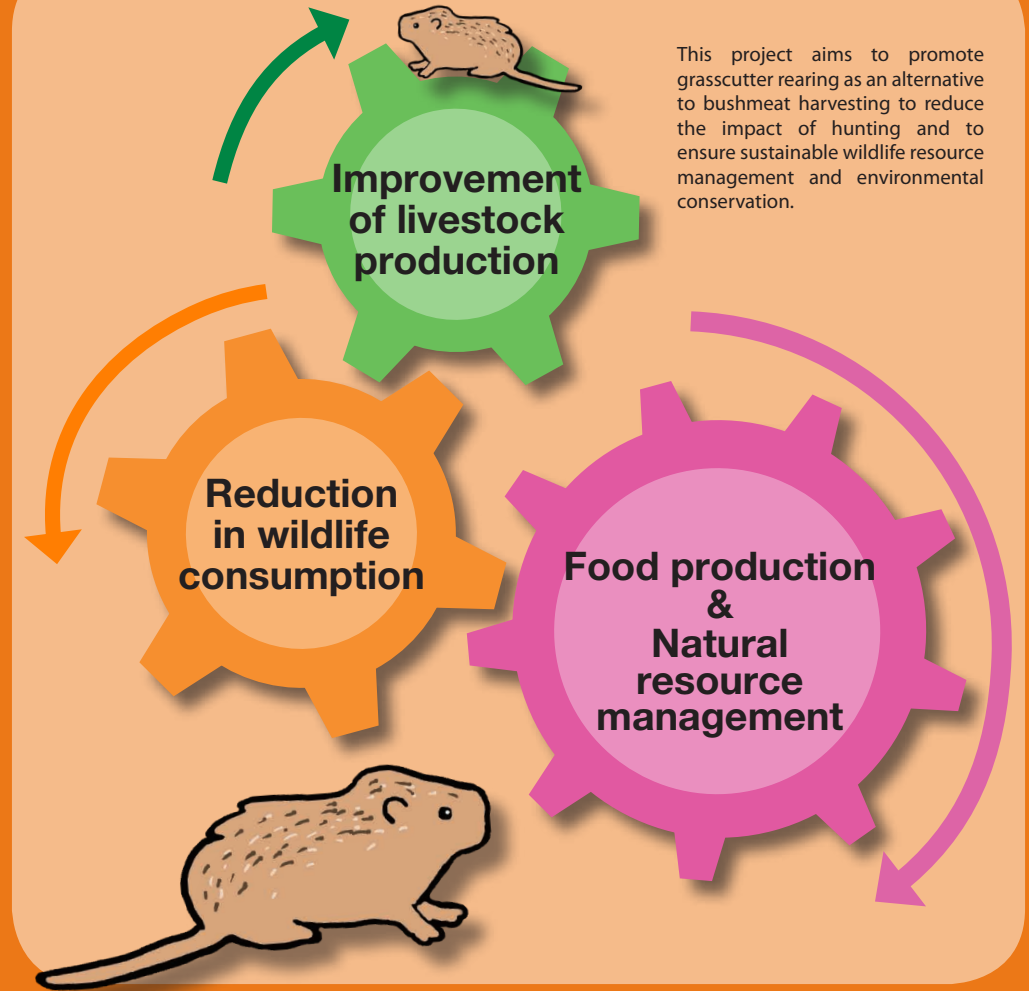 This project aims to promote
grasscutter rearing as an alternative
to bushmeat harvesting to reduce
the impact of hunting and to
ensure sustainable wildlife resource
management and environmental
conservation.
Improvement
of livestock
production
Reduction
in wildlife
consumption
Food production
&
Natural
resource
management